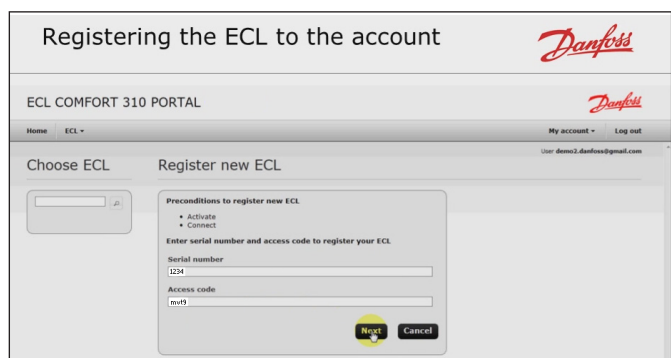 Registering the ECL to the account
Danfoss
ECL COMFORT 310 PORTAL
Danfoss
Home ECL
My account Log out
User demo2.danfoss@gmail.com
Choose ECL
Register new ECL
Preconditions to register new ECL
• Activate
• Connect
Enter serial number and access code to register your ECL
Serial number
1234
Access code
mvt9
Next Cancel